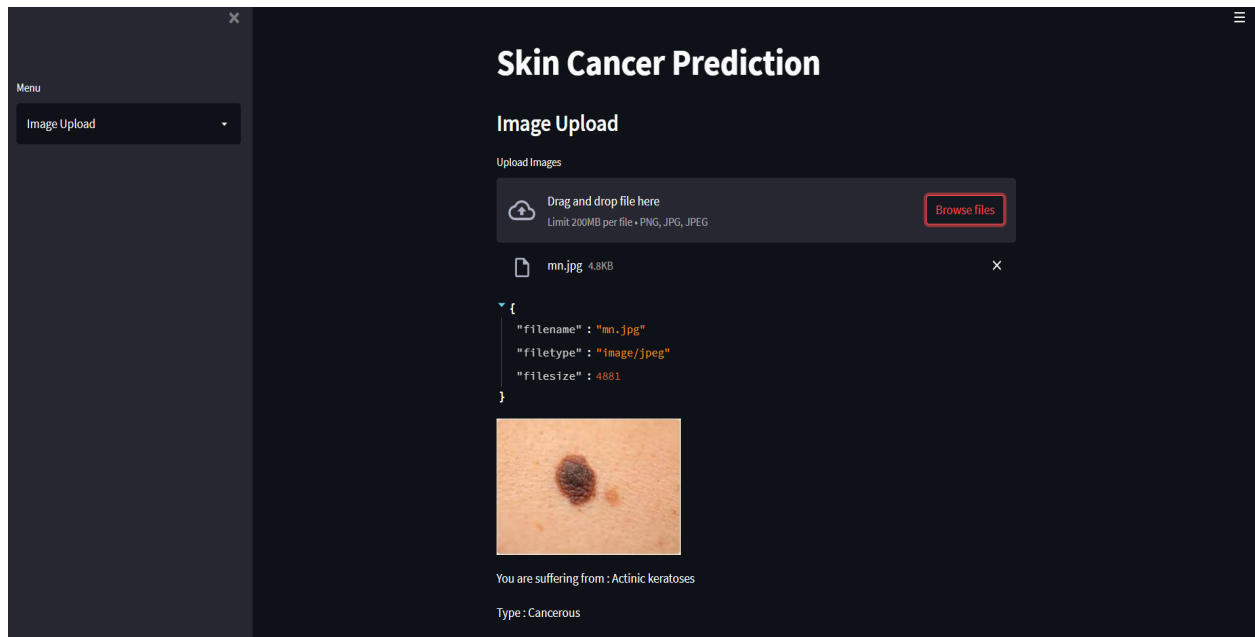 Menu
Image Upload
Skin Cancer Prediction
Image Upload
Upload Images
Drag and drop file here
Limit 200MB per file • PNG, JPG, JPEG
Browse files
mn.jpg 4.8KB
{
"filename" : "mn.jpg"
"filetype" : "image/jpeg"
"filesize" : 4881
}
You are suffering from : Actinic keratoses
Type : Cancerous